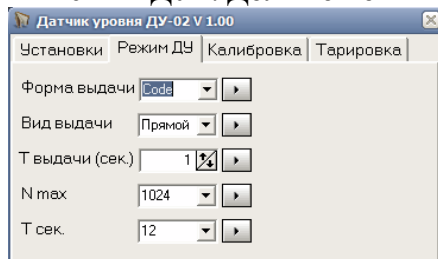 Датчик уровня ДУ-02 V 1.00
Установки Режим ДУ Калибровка Тарировка
Форма выдачи Code
Вид выдачи Прямой
Т выдачи (сек.) 1
N max 1024
Т сек. 12